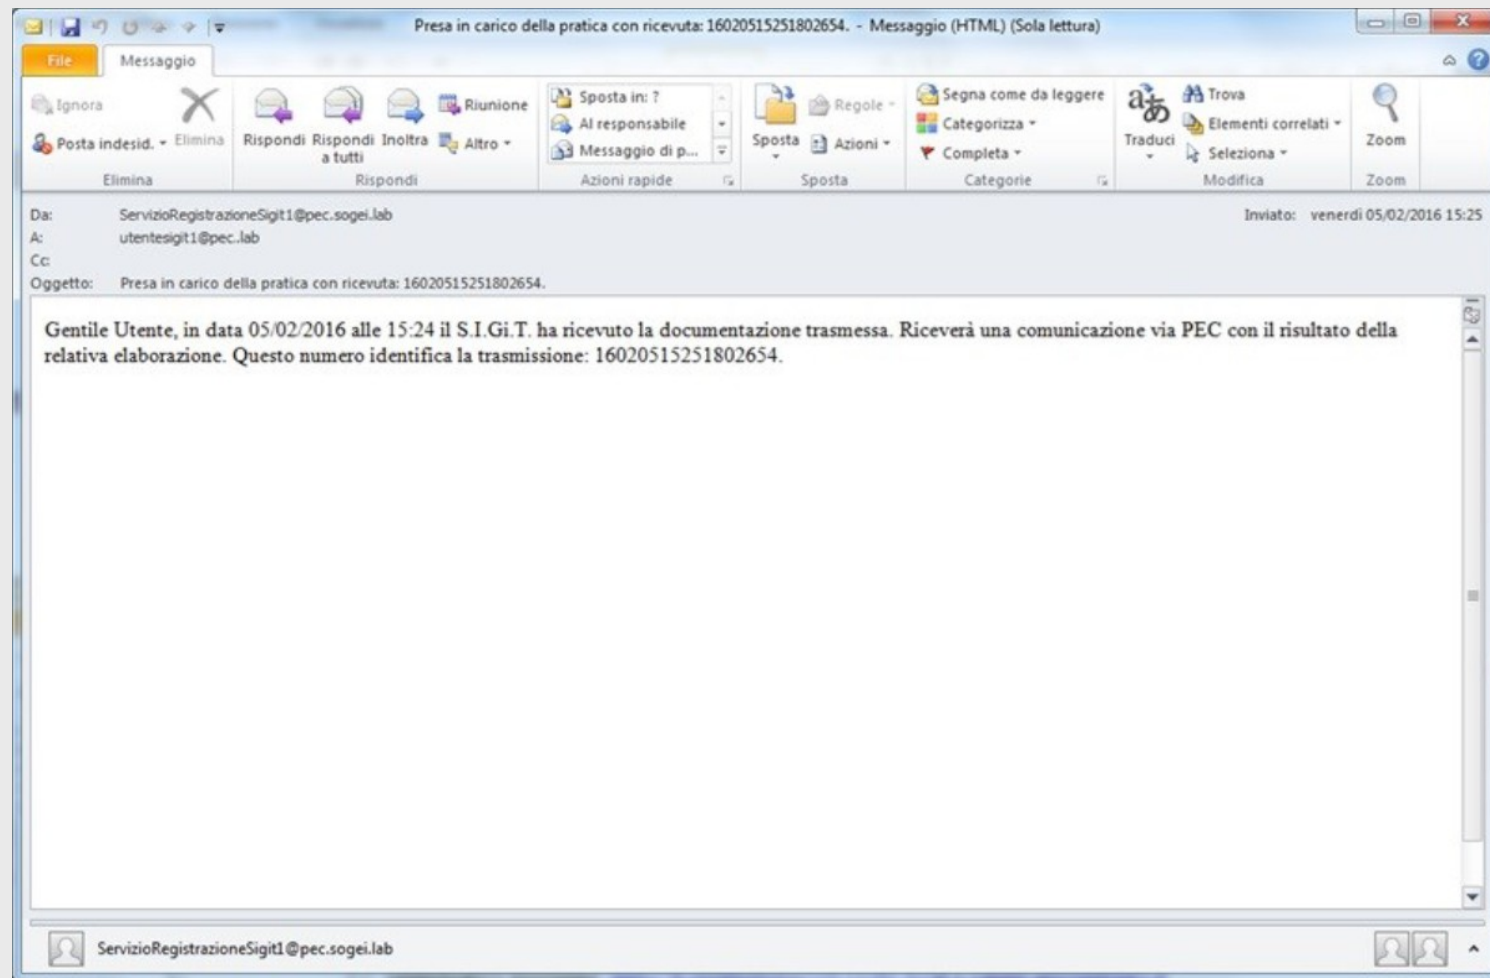 Presa in carico della pratica con ricevuta: 16020515251802654. - Messaggio (HTML) (Sola lettura)
File Messaggio
Ignora
Posta indesid.
Elimina
Rispondi
Rispondi
a tutti
Inoltra
Riunione
Altro
Sposta in: ?
Al responsabile
Messaggio di p...
Sposta
Regole
Azioni
Segna come da leggere
Categorizza
Completa
Traduci
Trova
Elementi correlati
Seleziona
Zoom
Elimina Rispondi Azioni rapide Sposta Categorie Modifica Zoom
Da: ServizioRegistrazioneSigit1@pec.sogei.lab Inviato: venerdì 05/02/2016 15:25
A: utentesigit1@pec..lab
Cc:
Oggetto: Presa in carico della pratica con ricevuta: 16020515251802654.
Gentile Utente, in data 05/02/2016 alle 15:24 il S.I.Gi.T. ha ricevuto la documentazione trasmessa. Riceverà una comunicazione via PEC con il risultato della
relativa elaborazione. Questo numero identifica la trasmissione: 16020515251802654.
ServizioRegistrazioneSigit1@pec.sogei.lab